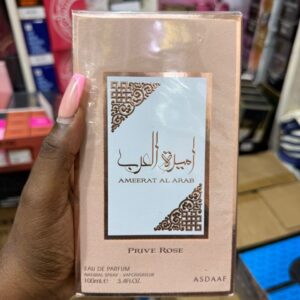 أميرة العرب
AMEERAT AL ARAB
PRIVE ROSE
EAU DE PARFUM
NATURAL SPRAY - VAPORISATEUR
100mL℮ 3.4FL.OZ.
ASDAAF